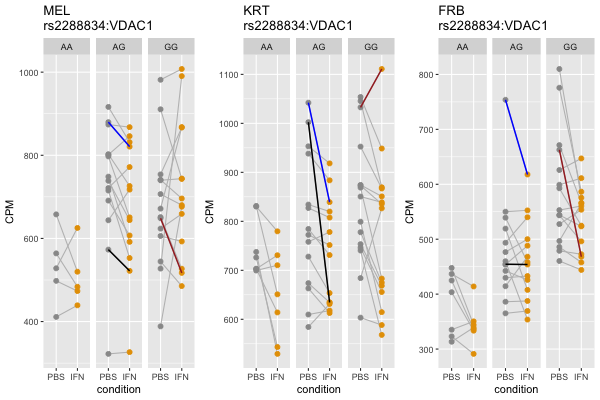 MEL
rs2288834:VDAC1
AA AG GG
1000
800
600
400
CPM
PBS IFN PBS IFN PBS IFN
condition
KRT
rs2288834:VDAC1
AA AG GG
1100
1000
900
800
700
600
CPM
PBS IFN PBS IFN PBS IFN
condition
FRB
rs2288834:VDAC1
AA AG GG
800
700
600
500
400
300
CPM
PBS IFN PBS IFN PBS IFN
condition